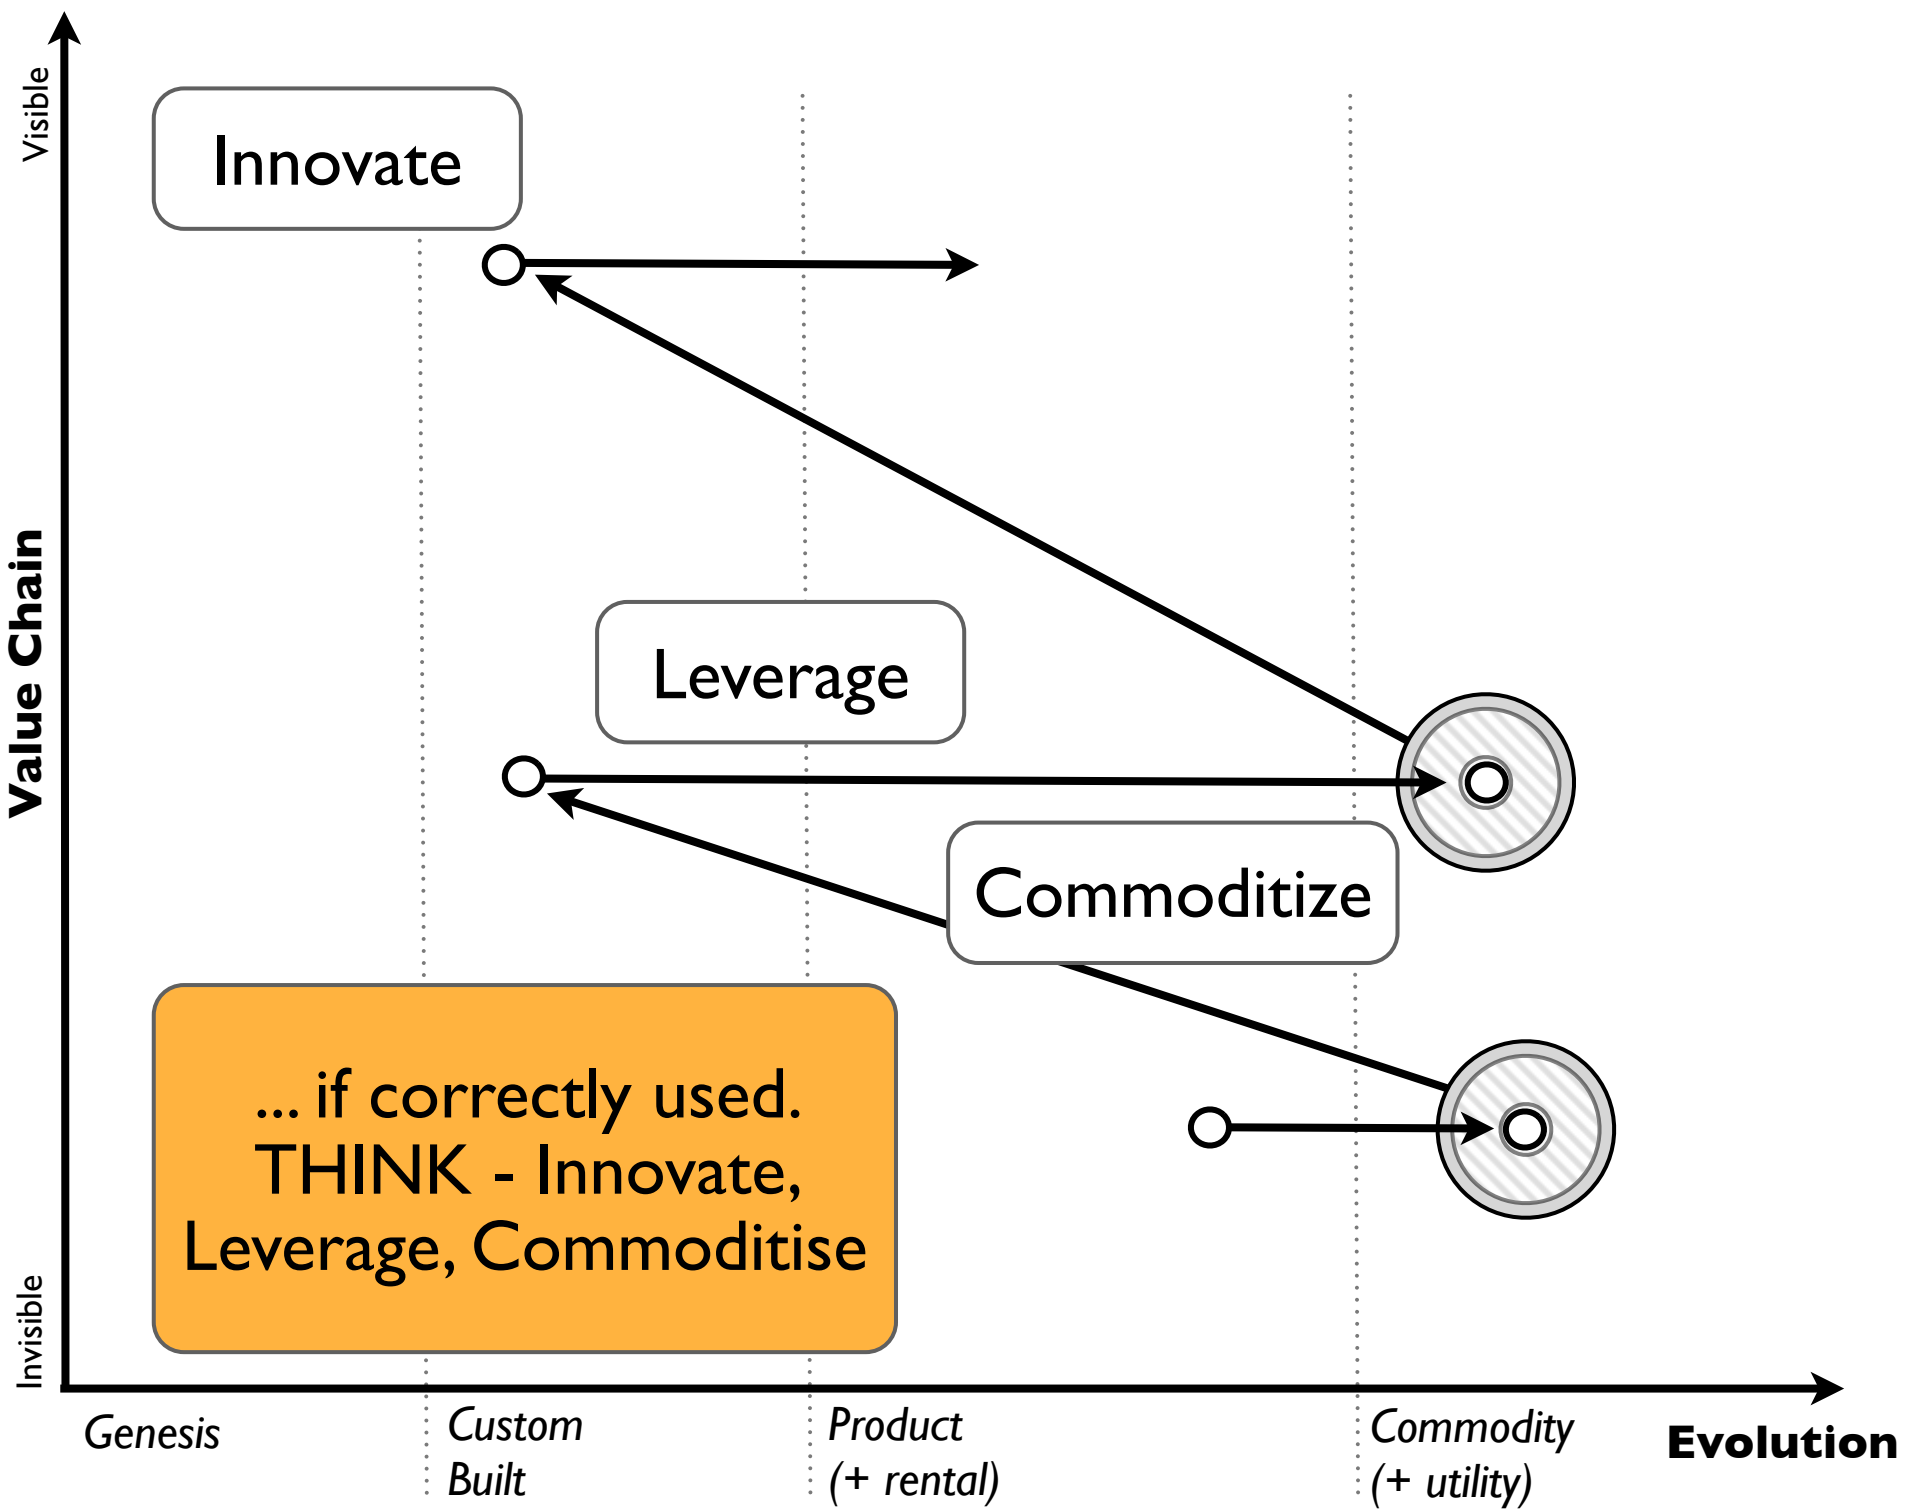 Visible
Innovate
Value Chain
Leverage
Commoditize
... if correctly used.
THINK - Innovate,
Leverage, Commoditise
Invisible
Genesis
Custom
Built
Product
(+ rental)
Commodity
(+ utility)
Evolution